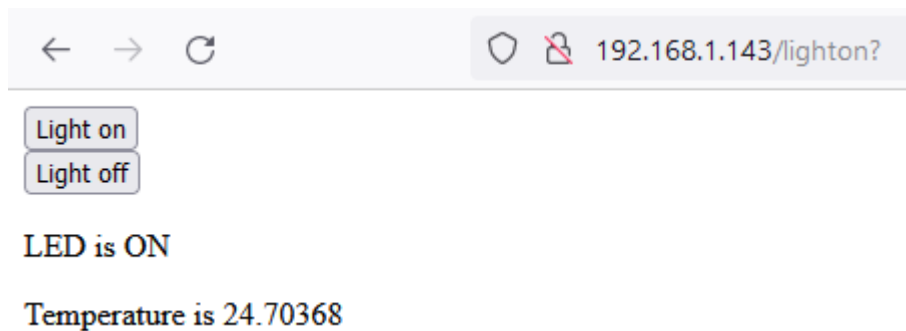 192.168.1.143/lighton?
Light on
Light off
LED is ON
Temperature is 24.70368